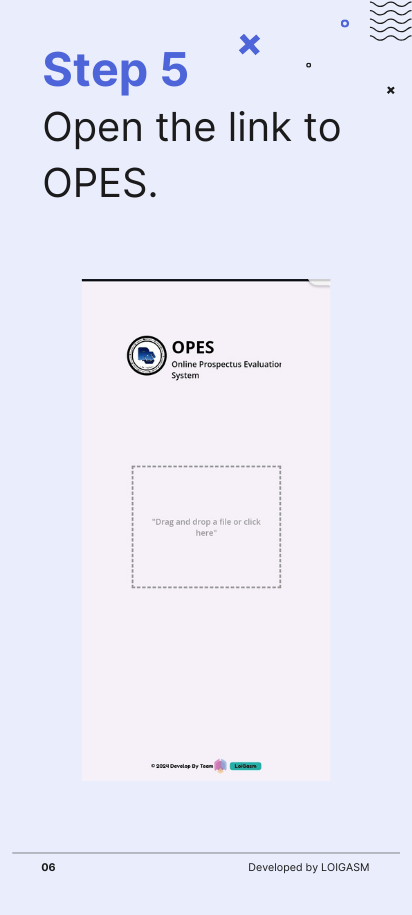 Step 5
Open the link to
OPES.
OPES
Online Prospectus Evaluation
System
"Drag and drop a file or click
here"
© 2024 Develop By Team LoiGasm
06
Developed by LOIGASM